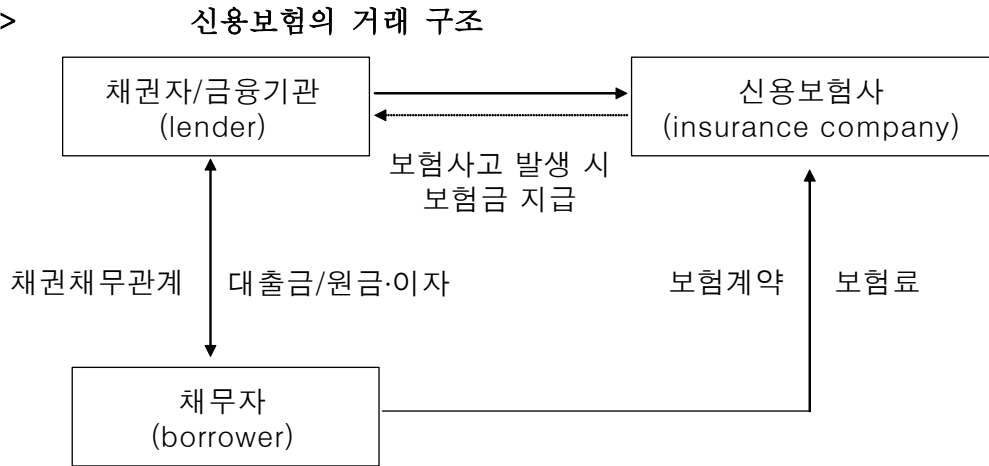 > 신용보험의 거래 구조
채권자/금융기관
(lender)
신용보험사
(insurance company)
보험사고 발생 시
보험금 지급
채권채무관계
대출금/원금·이자
보험계약
보험료
채무자
(borrower)